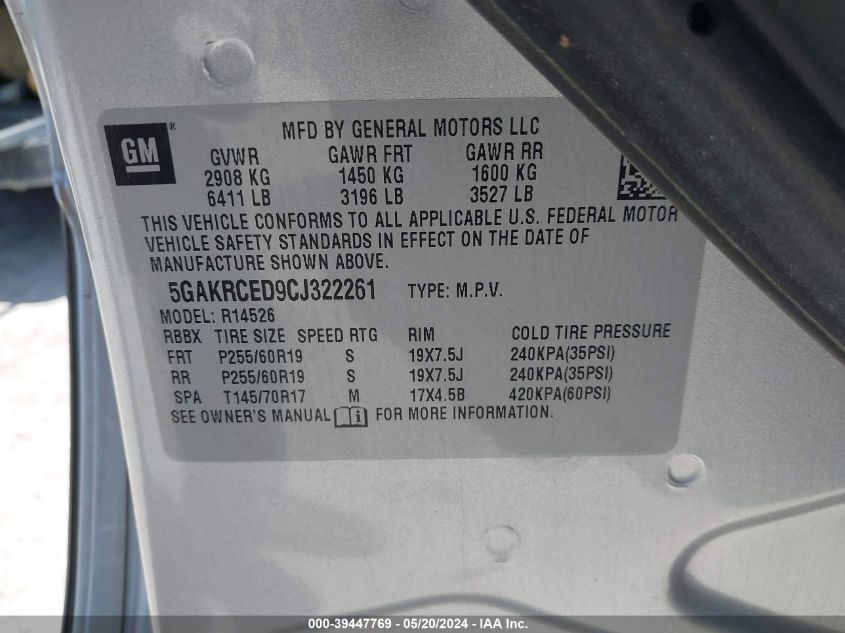 GM®
MFD BY GENERAL MOTORS LLC
GVWR GAWR FRT GAWR RR
2908 KG 1450 KG 1600 KG
6411 LB 3196 LB 3527 LB
THIS VEHICLE CONFORMS TO ALL APPLICABLE U.S. FEDERAL MOTOR
VEHICLE SAFETY STANDARDS IN EFFECT ON THE DATE OF
MANUFACTURE SHOWN ABOVE.
5GAKRCED9CJ322261 TYPE: M.P.V.
MODEL: R14526
RBBX TIRE SIZE SPEED RTG RIM COLD TIRE PRESSURE
FRT P255/60R19 S 19X7.5J 240KPA(35PSI)
RR P255/60R19 S 19X7.5J 240KPA(35PSI)
SPA T145/70R17 M 17X4.5B 420KPA(60PSI)
SEE OWNER'S MANUAL i FOR MORE INFORMATION.
000-39447769 - 05/20/2024 - IAA Inc.